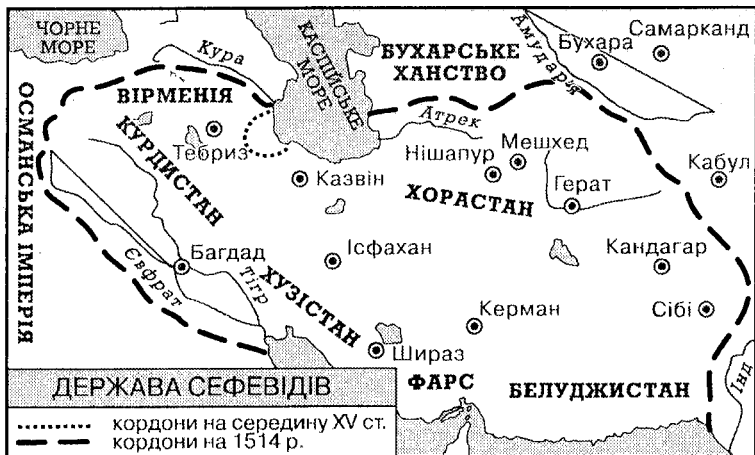 ЧОРНЕ
МОРЕ
Кура
КАСПІЙСЬКЕ
МОРЕ
БУХАРСЬКЕ
ХАНСТВО
Амудар'я
Бухара
Самарканд
ОСМАНСЬКА ІМПЕРІЯ
ВІРМЕНІЯ
Тебриз
КУРДИСТАН
Атрек
Нішапур
Мешхед
Казвін
ХОРАСТАН
Герат
Кабул
Багдад
Євфрат
Тігр
ХУЗІСТАН
Ісфахан
Кандагар
Керман
Сібі
Шираз
ФАРС
БЕЛУДЖИСТАН
Інд
ДЕРЖАВА СЕФЕВІДІВ
кордони на середину XV ст.
кордони на 1514 р.